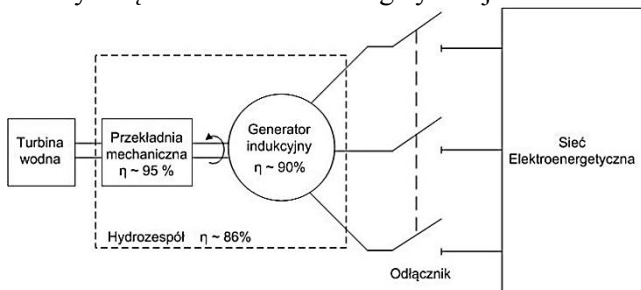 Turbina
wodna
Przekładnia
mechaniczna
η ~ 95 %
Generator
indukcyjny
η ~ 90%
Hydrozespół η ~ 86%
Odłącznik
Sieć
Elektroenergetyczna